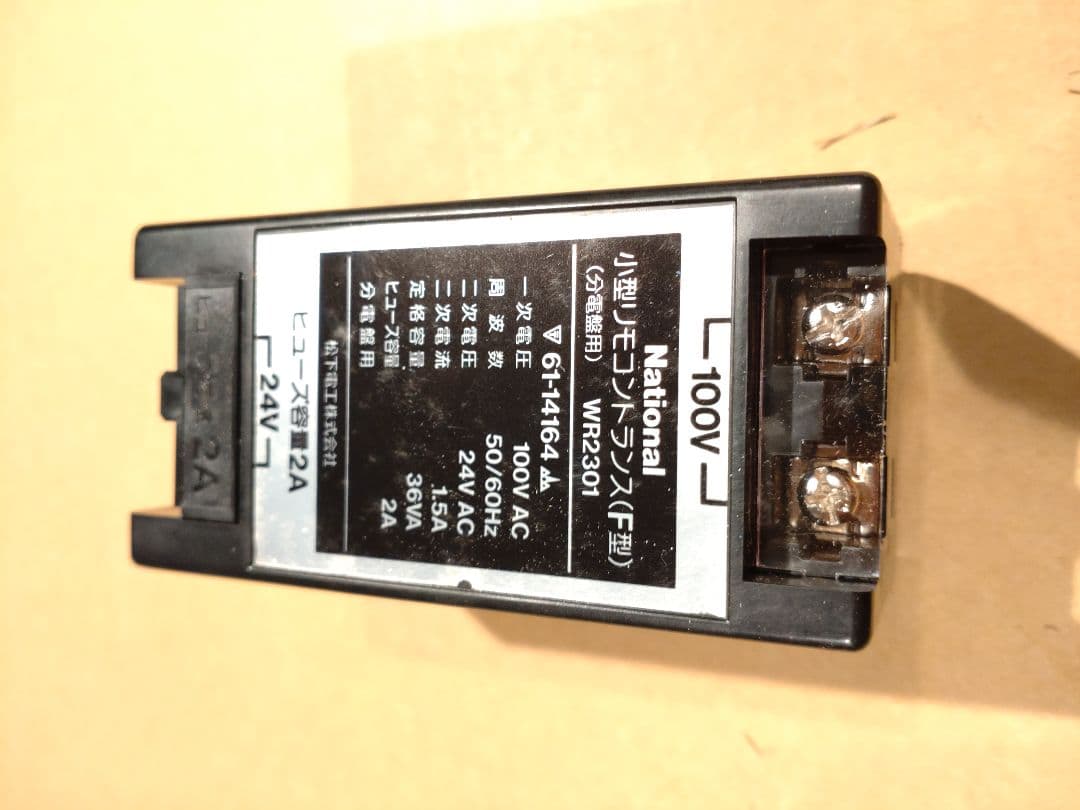 100V
National
小型リモコントランス(F型)
(分電盤用) WR2301
61-14164
一次電圧 100V AC
周波数 50/60Hz
二次電圧 24V AC
二次電流 1.5A
定格容量 36VA
ヒューズ容量 2A
分電盤用
松下電工株式会社
ヒューズ容量2A
24V
2A